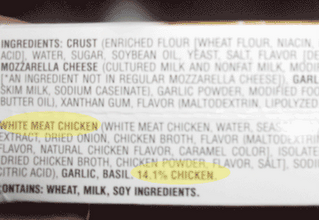 INGREDIENTS: CRUST (ENRICHED FLOUR [WHEAT FLOUR, NIACIN,
ACID], WATER, SUGAR, SOYBEAN OIL, YEAST, SALT, FLAVOR [DE
MOZZARELLA CHEESE (CULTURED MILK AND NONFAT MILK, MODI
["AN INGREDIENT NOT IN REGULAR MOZZARELLA CHEESE"], GARL
SKIM MILK, SODIUM CASEINATE), GARLIC POWDER, MODIFIED FOO
BUTTER OIL), XANTHAN GUM, FLAVOR (MALTODEXTRIN, LIPOLYZED
WHITE MEAT CHICKEN (WHITE MEAT CHICKEN, WATER, SEAS
EXTRACT, DRIED ONION, CHICKEN FLAVOR (MALTODEXTRIN,
FLAVOR, NATURAL CHICKEN FLAVOR, CARAMEL COLOR), ISOLATE
DRIED CHICKEN BROTH, CHICKEN POWDER, FLAVOR, SALT], SODI
CITRIC ACID), GARLIC, BASIL. 14.1% CHICKEN.
CONTAINS: WHEAT, MILK, SOY INGREDIENTS.